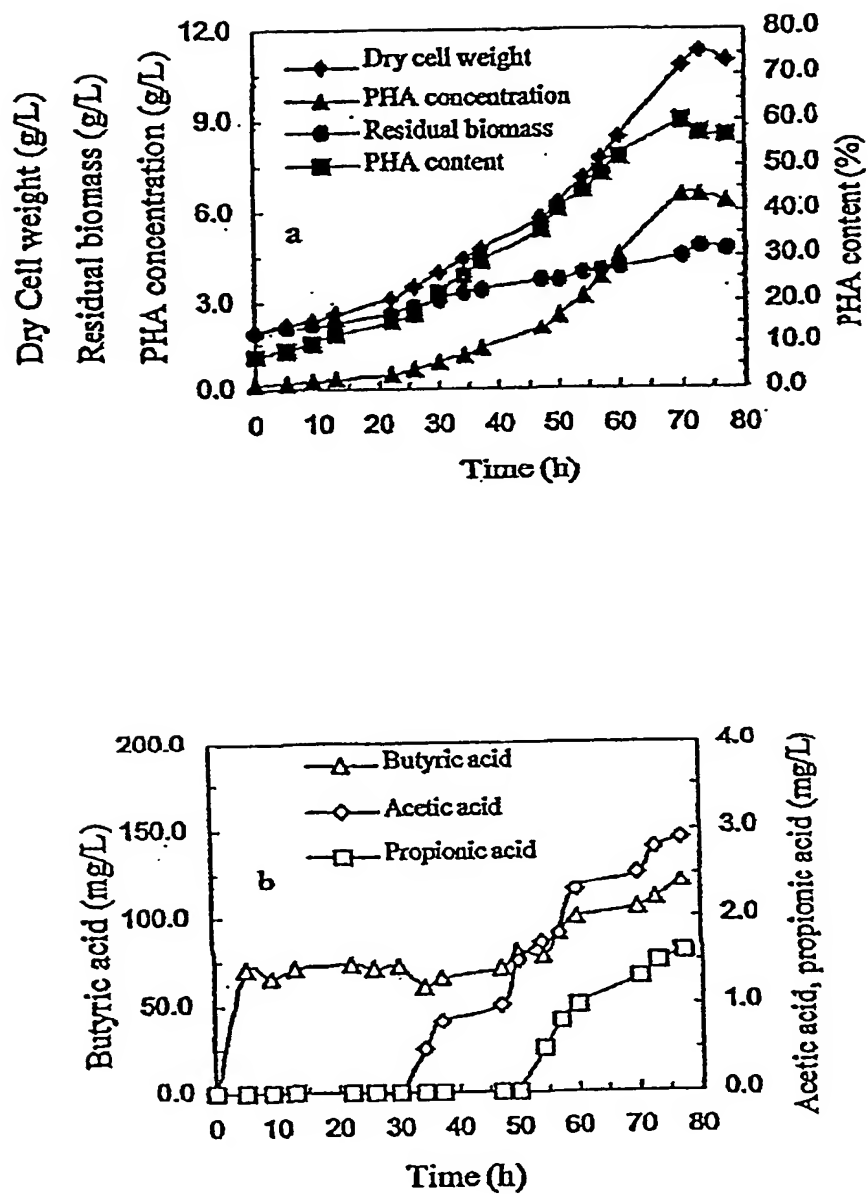 Dry Cell weight (g/L)
Residual biomass (g/L)
PHA concentration (g/L)
12.0
9.0
6.0
3.0
0.0
Dry cell weight
PHA concentration
Residual biomass
PHA content
a
80.0
70.0
60.0
50.0
40.0
30.0
20.0
10.0
0.0
PHA content (%)
0 10 20 30 40 50 60 70 80
Time (h)
Butyric acid (mg/L)
200.0
150.0
100.0
50.0
0.0
Butyric acid
Acetic acid
Propionic acid
b
4.0
3.0
2.0
1.0
0.0
Acetic acid, propionic acid (mg/L)
0 10 20 30 40 50 60 70 80
Time (h)